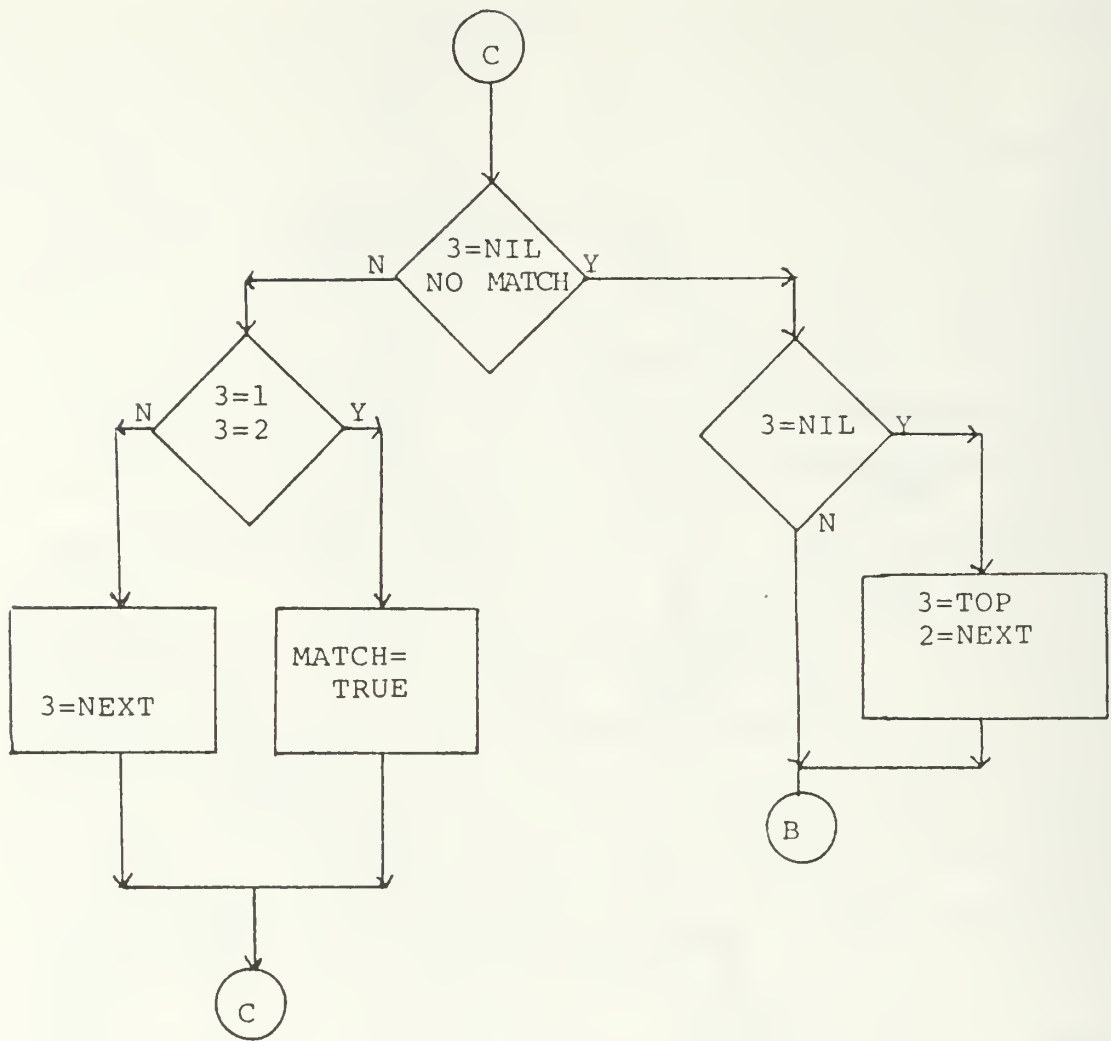 C
3=NIL
NO MATCH
N
Y
3=1
3=2
N
Y
3=NIL
Y
N
3=NEXT
MATCH=
TRUE
3=TOP
2=NEXT
B
C